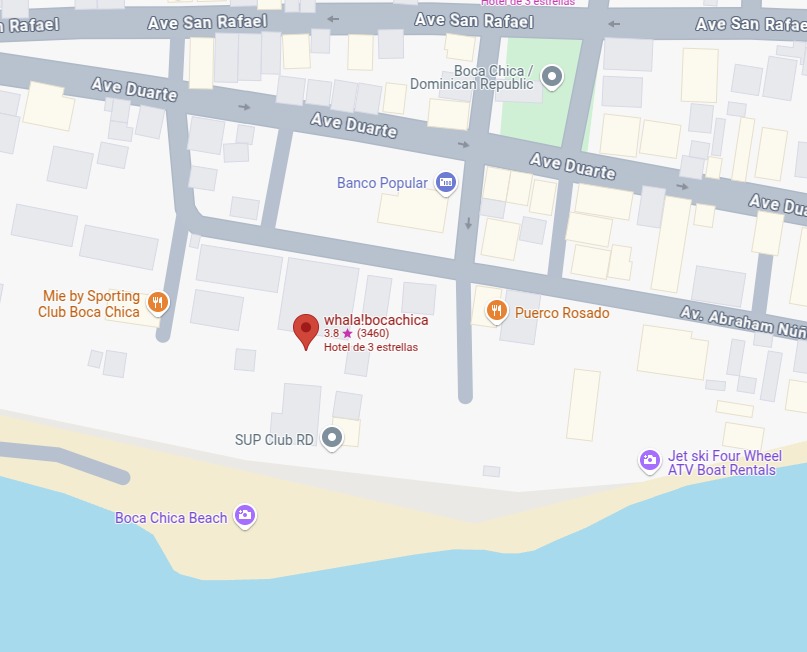 Hotel de 3 estrellas
n Rafael
Ave San Rafael
Ave San Rafael
Ave San Rafae
Boca Chica /
Dominican Republic
Ave Duarte
Ave Duarte
Ave Duarte
Ave Dua
Banco Popular
Mie by Sporting
Club Boca Chica
whala!bocachica
3.8 ★ (3460)
Hotel de 3 estrellas
Puerco Rosado
Av. Abraham Núñ
SUP Club RD
Jet ski Four Wheel
ATV Boat Rentals
Boca Chica Beach